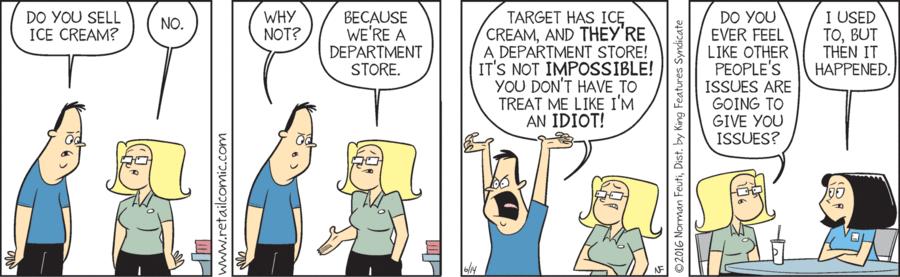 DO YOU SELL
ICE CREAM?
NO.
WHY
NOT?
BECAUSE
WE'RE A
DEPARTMENT
STORE.
TARGET HAS ICE
CREAM, AND THEY'RE
A DEPARTMENT STORE!
IT'S NOT IMPOSSIBLE!
YOU DON'T HAVE TO
TREAT ME LIKE I'M
AN IDIOT!
DO YOU
EVER FEEL
LIKE OTHER
PEOPLE'S
ISSUES ARE
GOING TO
GIVE YOU
ISSUES?
I USED
TO, BUT
THEN IT
HAPPENED.
www.retailcomic.com
6/14
NF
©2016 Norman Feuti, Dist. by King Features Syndicate